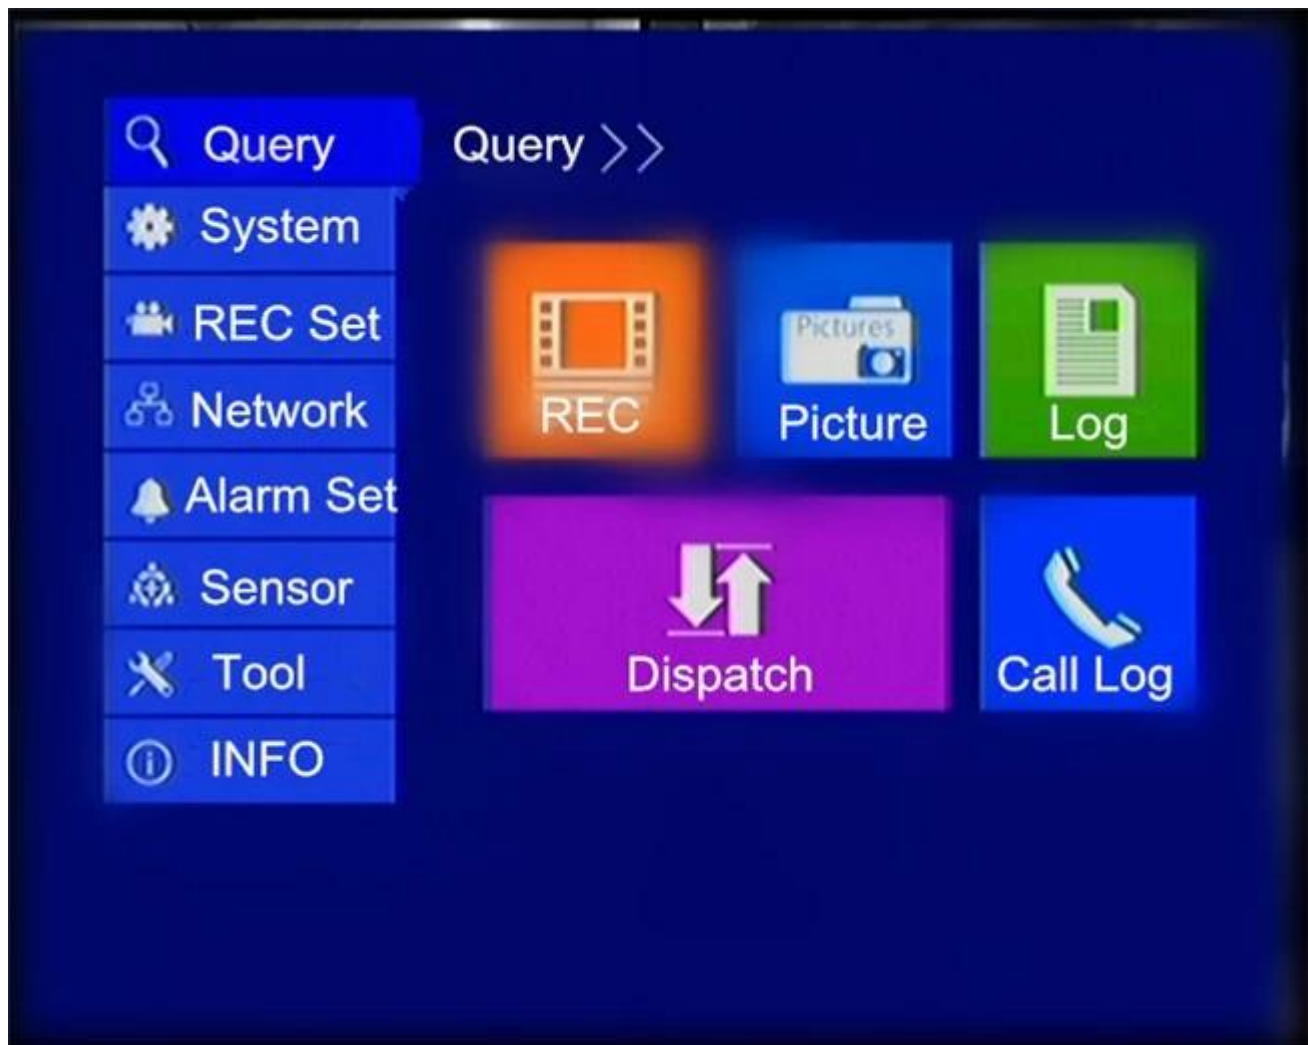 Query
System
REC Set
Network
Alarm Set
Sensor
Tool
INFO
Query >>
REC
Pictures
Picture
Log
Dispatch
Call Log